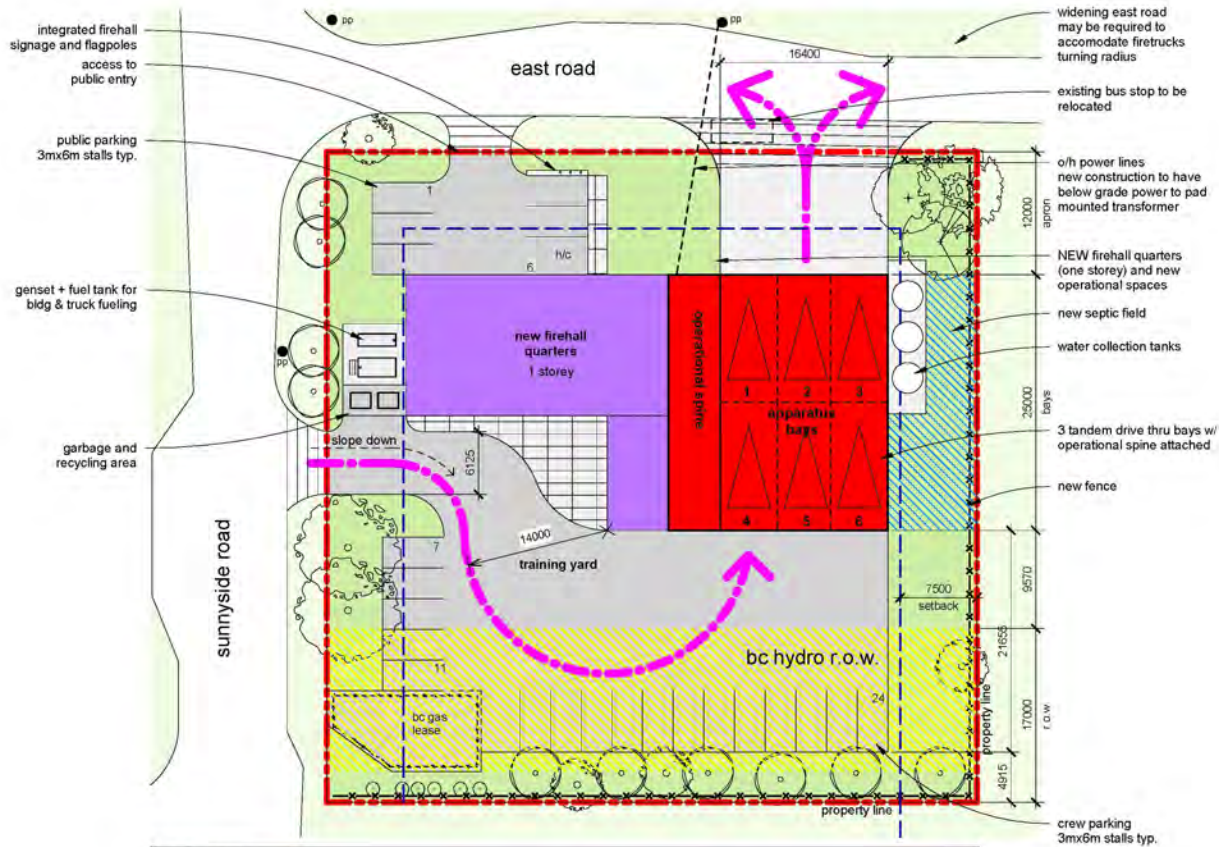 integrated firehall
signage and flagpoles
access to
public entry
public parking
3mx6m stalls typ.
genset + fuel tank for
bldg & truck fueling
garbage and
recycling area
sunnyside road
pp
pp
pp
east road
16400
1
6
h/c
new firehall
quarters
1 storey
operational spine
1
2
3
apparatus
bays
4
5
6
slope down
6125
14000
training yard
7
11
24
bc hydro r.o.w.
bc gas
lease
7500
setback
12000
apron
25000
bays
9570
21655
17000
r.o.w
4915
property line
property line
widening east road
may be required to
accomodate firetrucks
turning radius
existing bus stop to be
relocated
o/h power lines
new construction to have
below grade power to pad
mounted transformer
NEW firehall quarters
(one storey) and new
operational spaces
new septic field
water collection tanks
3 tandem drive thru bays w/
operational spine attached
new fence
crew parking
3mx6m stalls typ.